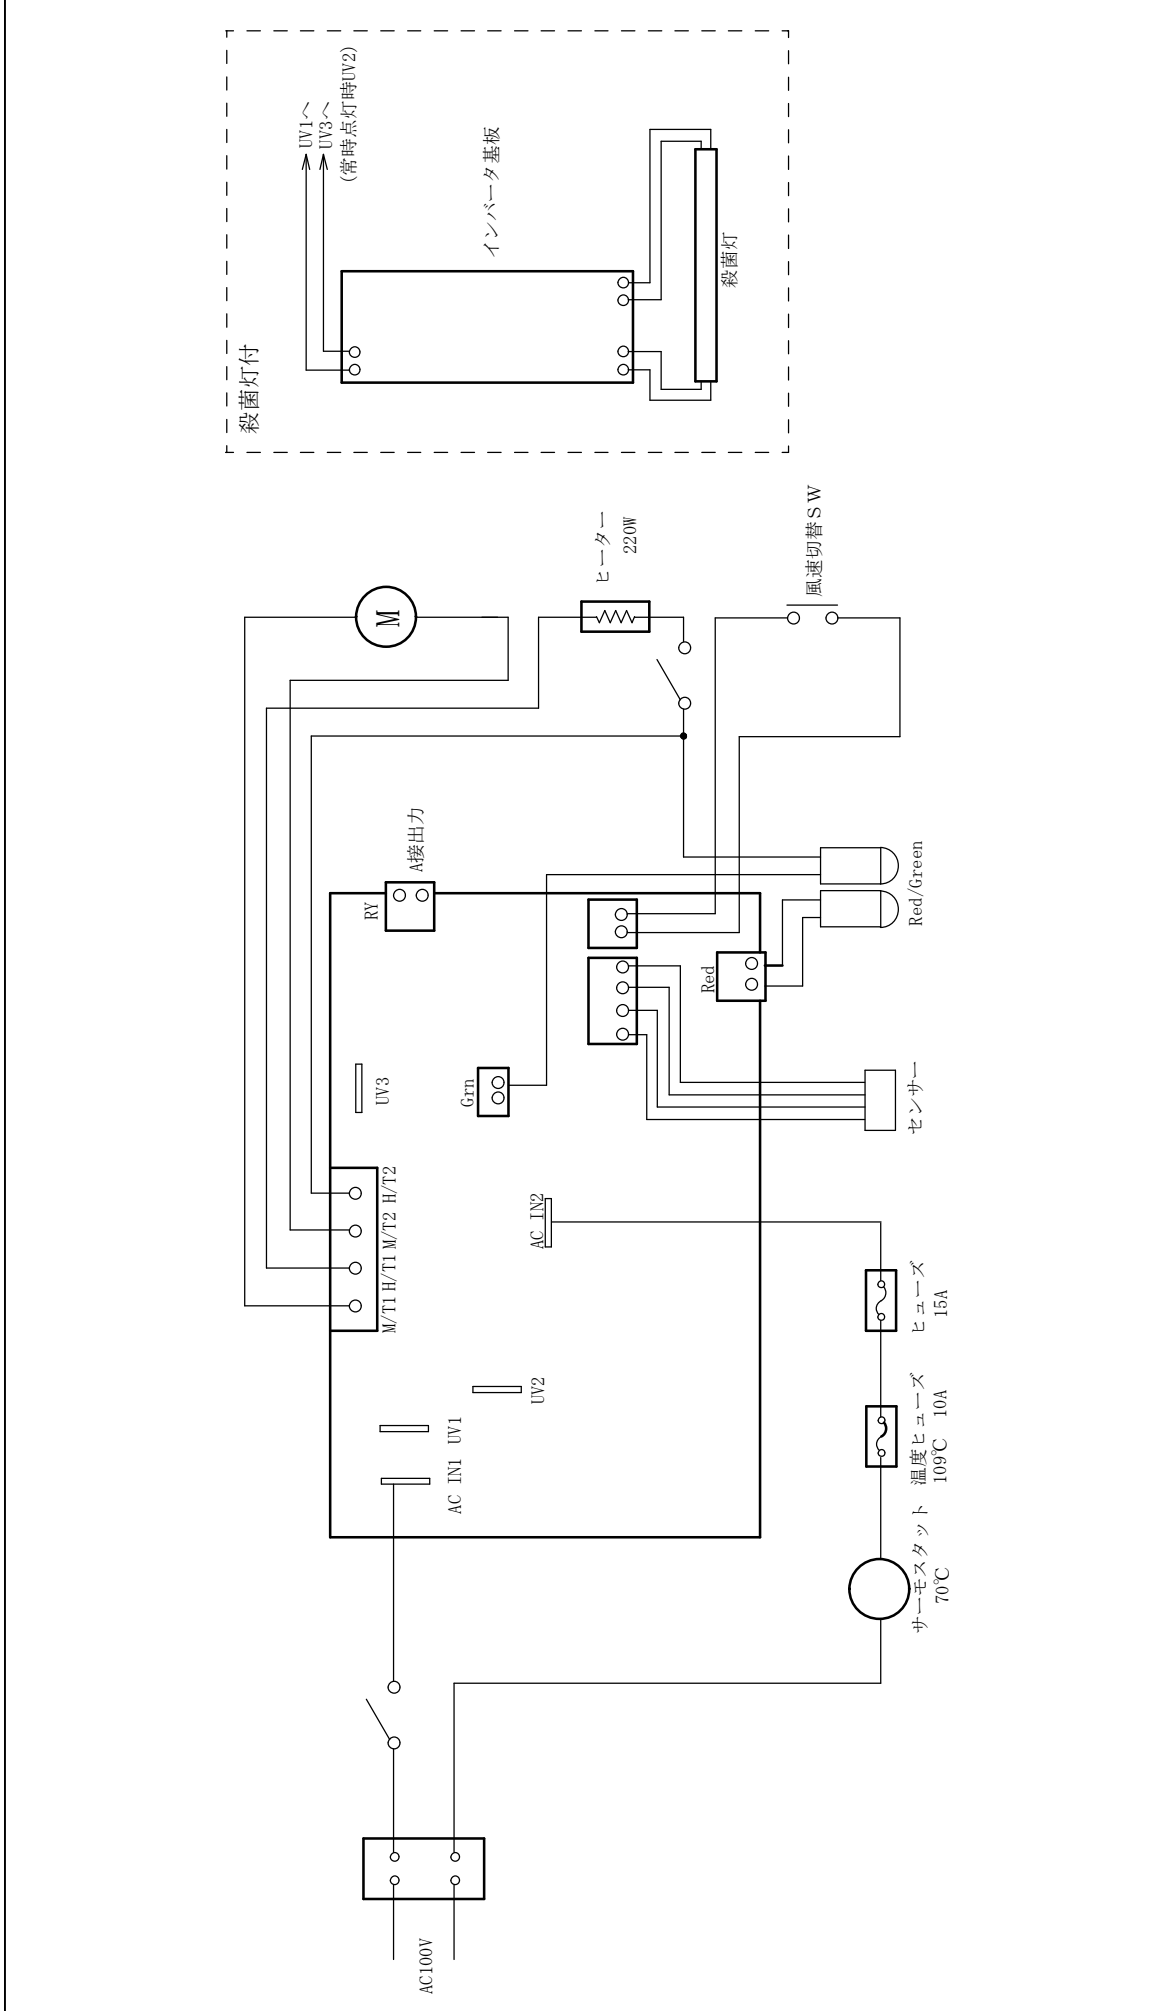 殺菌灯付
UV1へ
UV3へ
(常時点灯時UV2)
インバータ基板
殺菌灯
M
ヒーター
220W
風速切替SW
RY
A接出力
UV3
Grn
Red
Red/Green
M/T1 H/T1 M/T2 H/T2
AC IN2
センサー
AC IN1
UV1
UV2
ヒューズ
15A
温度ヒューズ
109℃ 10A
サーモスタット
70℃
AC100V